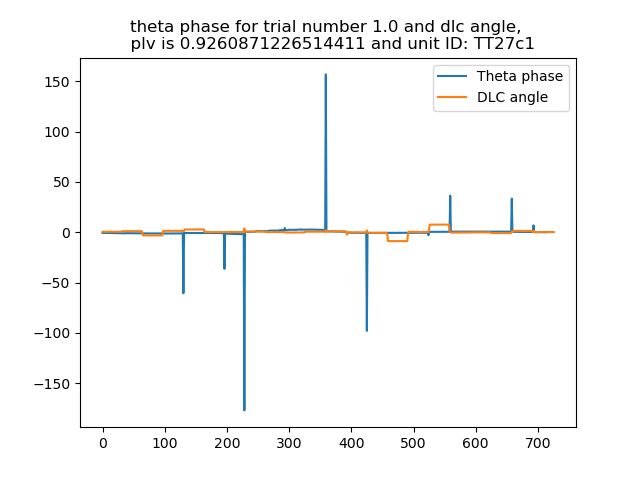 theta phase for trial number 1.0 and dlc angle,
plv is 0.9260871226514411 and unit ID: TT27c1
Theta phase
DLC angle
150
100
50
0
−50
−100
−150
0 100 200 300 400 500 600 700